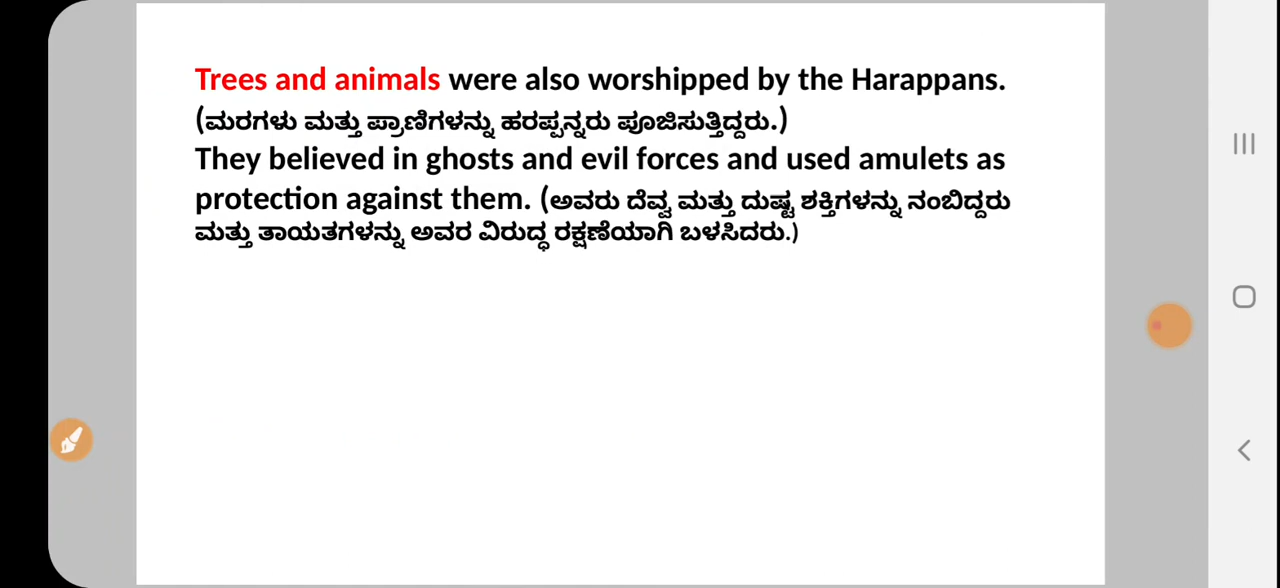 Trees and animals were also worshipped by the Harappans.
(ಮರಗಳು ಮತ್ತು ಪ್ರಾಣಿಗಳನ್ನು ಹರಪ್ಪನ್ನರು ಪೂಜಿಸುತ್ತಿದ್ದರು.)
They believed in ghosts and evil forces and used amulets as
protection against them. (ಅವರು ದೆವ್ವ ಮತ್ತು ದುಷ್ಟ ಶಕ್ತಿಗಳನ್ನು ನಂಬಿದ್ದರು
ಮತ್ತು ತಾಯತಗಳನ್ನು ಅವರ ವಿರುದ್ಧ ರಕ್ಷಣೆಯಾಗಿ ಬಳಸಿದರು.)